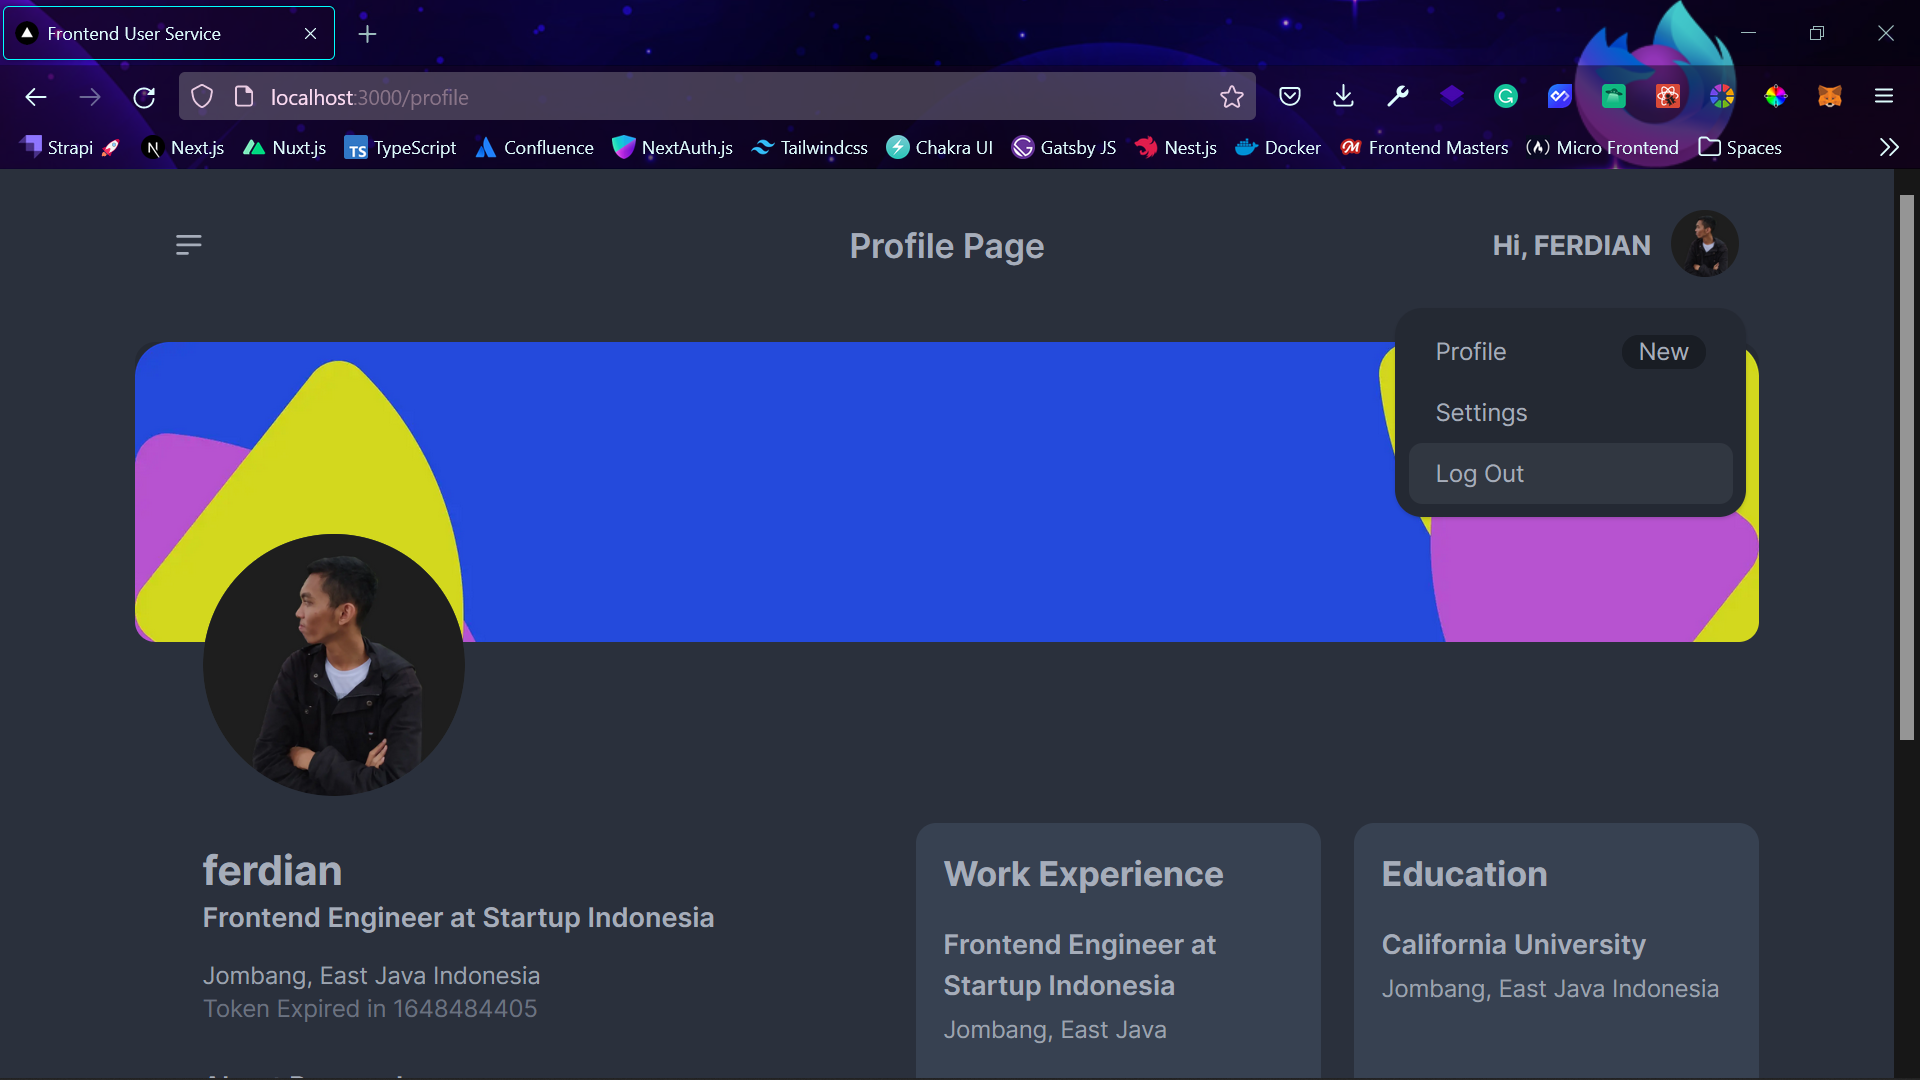 Frontend User Service
localhost:3000/profile
Strapi 🚀 Next.js Nuxt.js TypeScript Confluence NextAuth.js Tailwindcss Chakra UI Gatsby JS Nest.js Docker Frontend Masters Micro Frontend Spaces
Profile Page
Hi, FERDIAN
Profile New
Settings
Log Out
ferdian
Frontend Engineer at Startup Indonesia
Jombang, East Java Indonesia
Token Expired in 1648484405
Work Experience
Frontend Engineer at
Startup Indonesia
Jombang, East Java
Education
California University
Jombang, East Java Indonesia